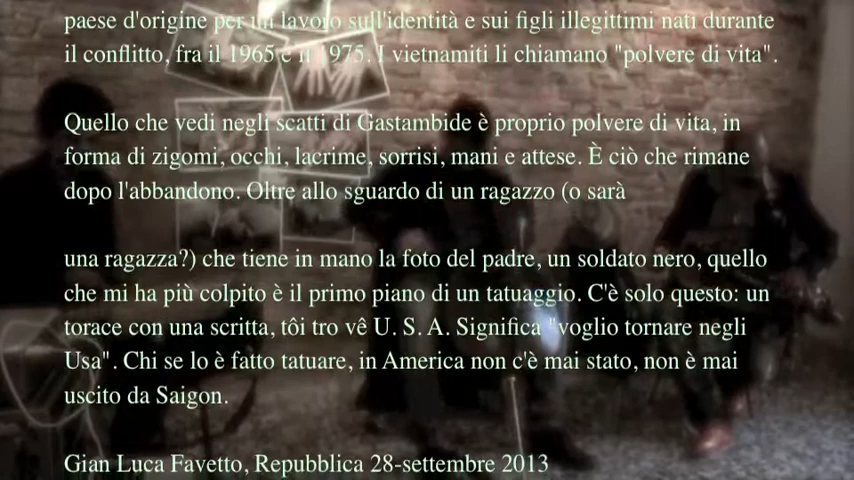 paese d'origine per un lavoro sull'identità e sui figli illegittimi nati durante
il conflitto, fra il 1965 e il 1975. I vietnamiti li chiamano "polvere di vita".
Quello che vedi negli scatti di Gastambide è proprio polvere di vita, in
forma di zigomi, occhi, lacrime, sorrisi, mani e attese. È ciò che rimane
dopo l'abbandono. Oltre allo sguardo di un ragazzo (o sarà
una ragazza?) che tiene in mano la foto del padre, un soldato nero, quello
che mi ha più colpito è il primo piano di un tatuaggio. C'è solo questo: un
torace con una scritta, tôi tro vê U. S. A. Significa "voglio tornare negli
Usa". Chi se lo è fatto tatuare, in America non c'è mai stato, non è mai
uscito da Saigon.
Gian Luca Favetto, Repubblica 28-settembre 2013